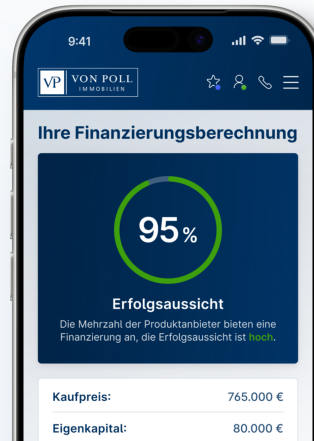 9:41
VP VON POLL
IMMOBILIEN
Ihre Finanzierungsberechnung
95 %
Erfolgsaussicht
Die Mehrzahl der Produktanbieter bieten eine
Finanzierung an, die Erfolgsaussicht ist hoch.
Kaufpreis: 765.000 €
Eigenkapital: 80.000 €